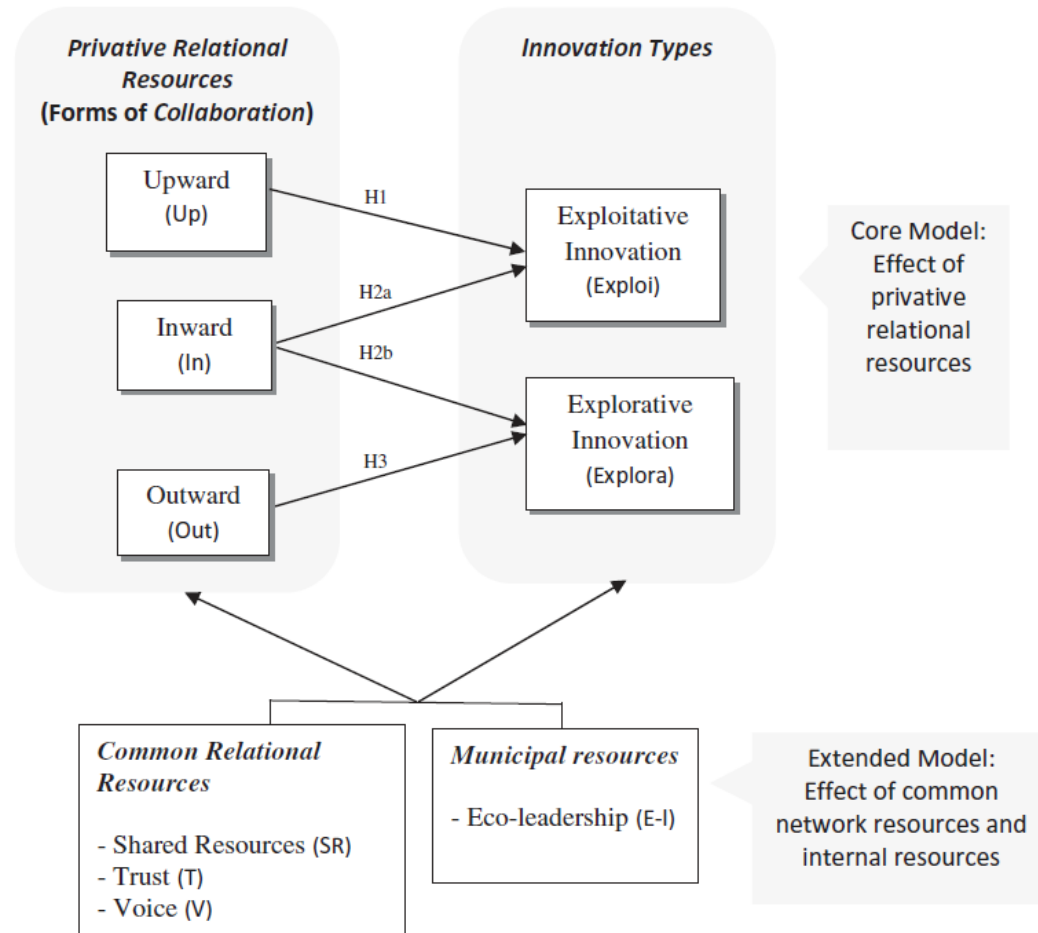 Privative Relational
Resources
(Forms of Collaboration)
Innovation Types
Upward
(Up)
H1
Exploitative
Innovation
(Exploi)
Core Model:
Effect of
privative
relational
resources
H2a
Inward
(In)
H2b
Explorative
Innovation
(Explora)
H3
Outward
(Out)
Common Relational
Resources
- Shared Resources (SR)
- Trust (T)
- Voice (V)
Municipal resources
- Eco-leadership (E-l)
Extended Model:
Effect of common
network resources and
internal resources